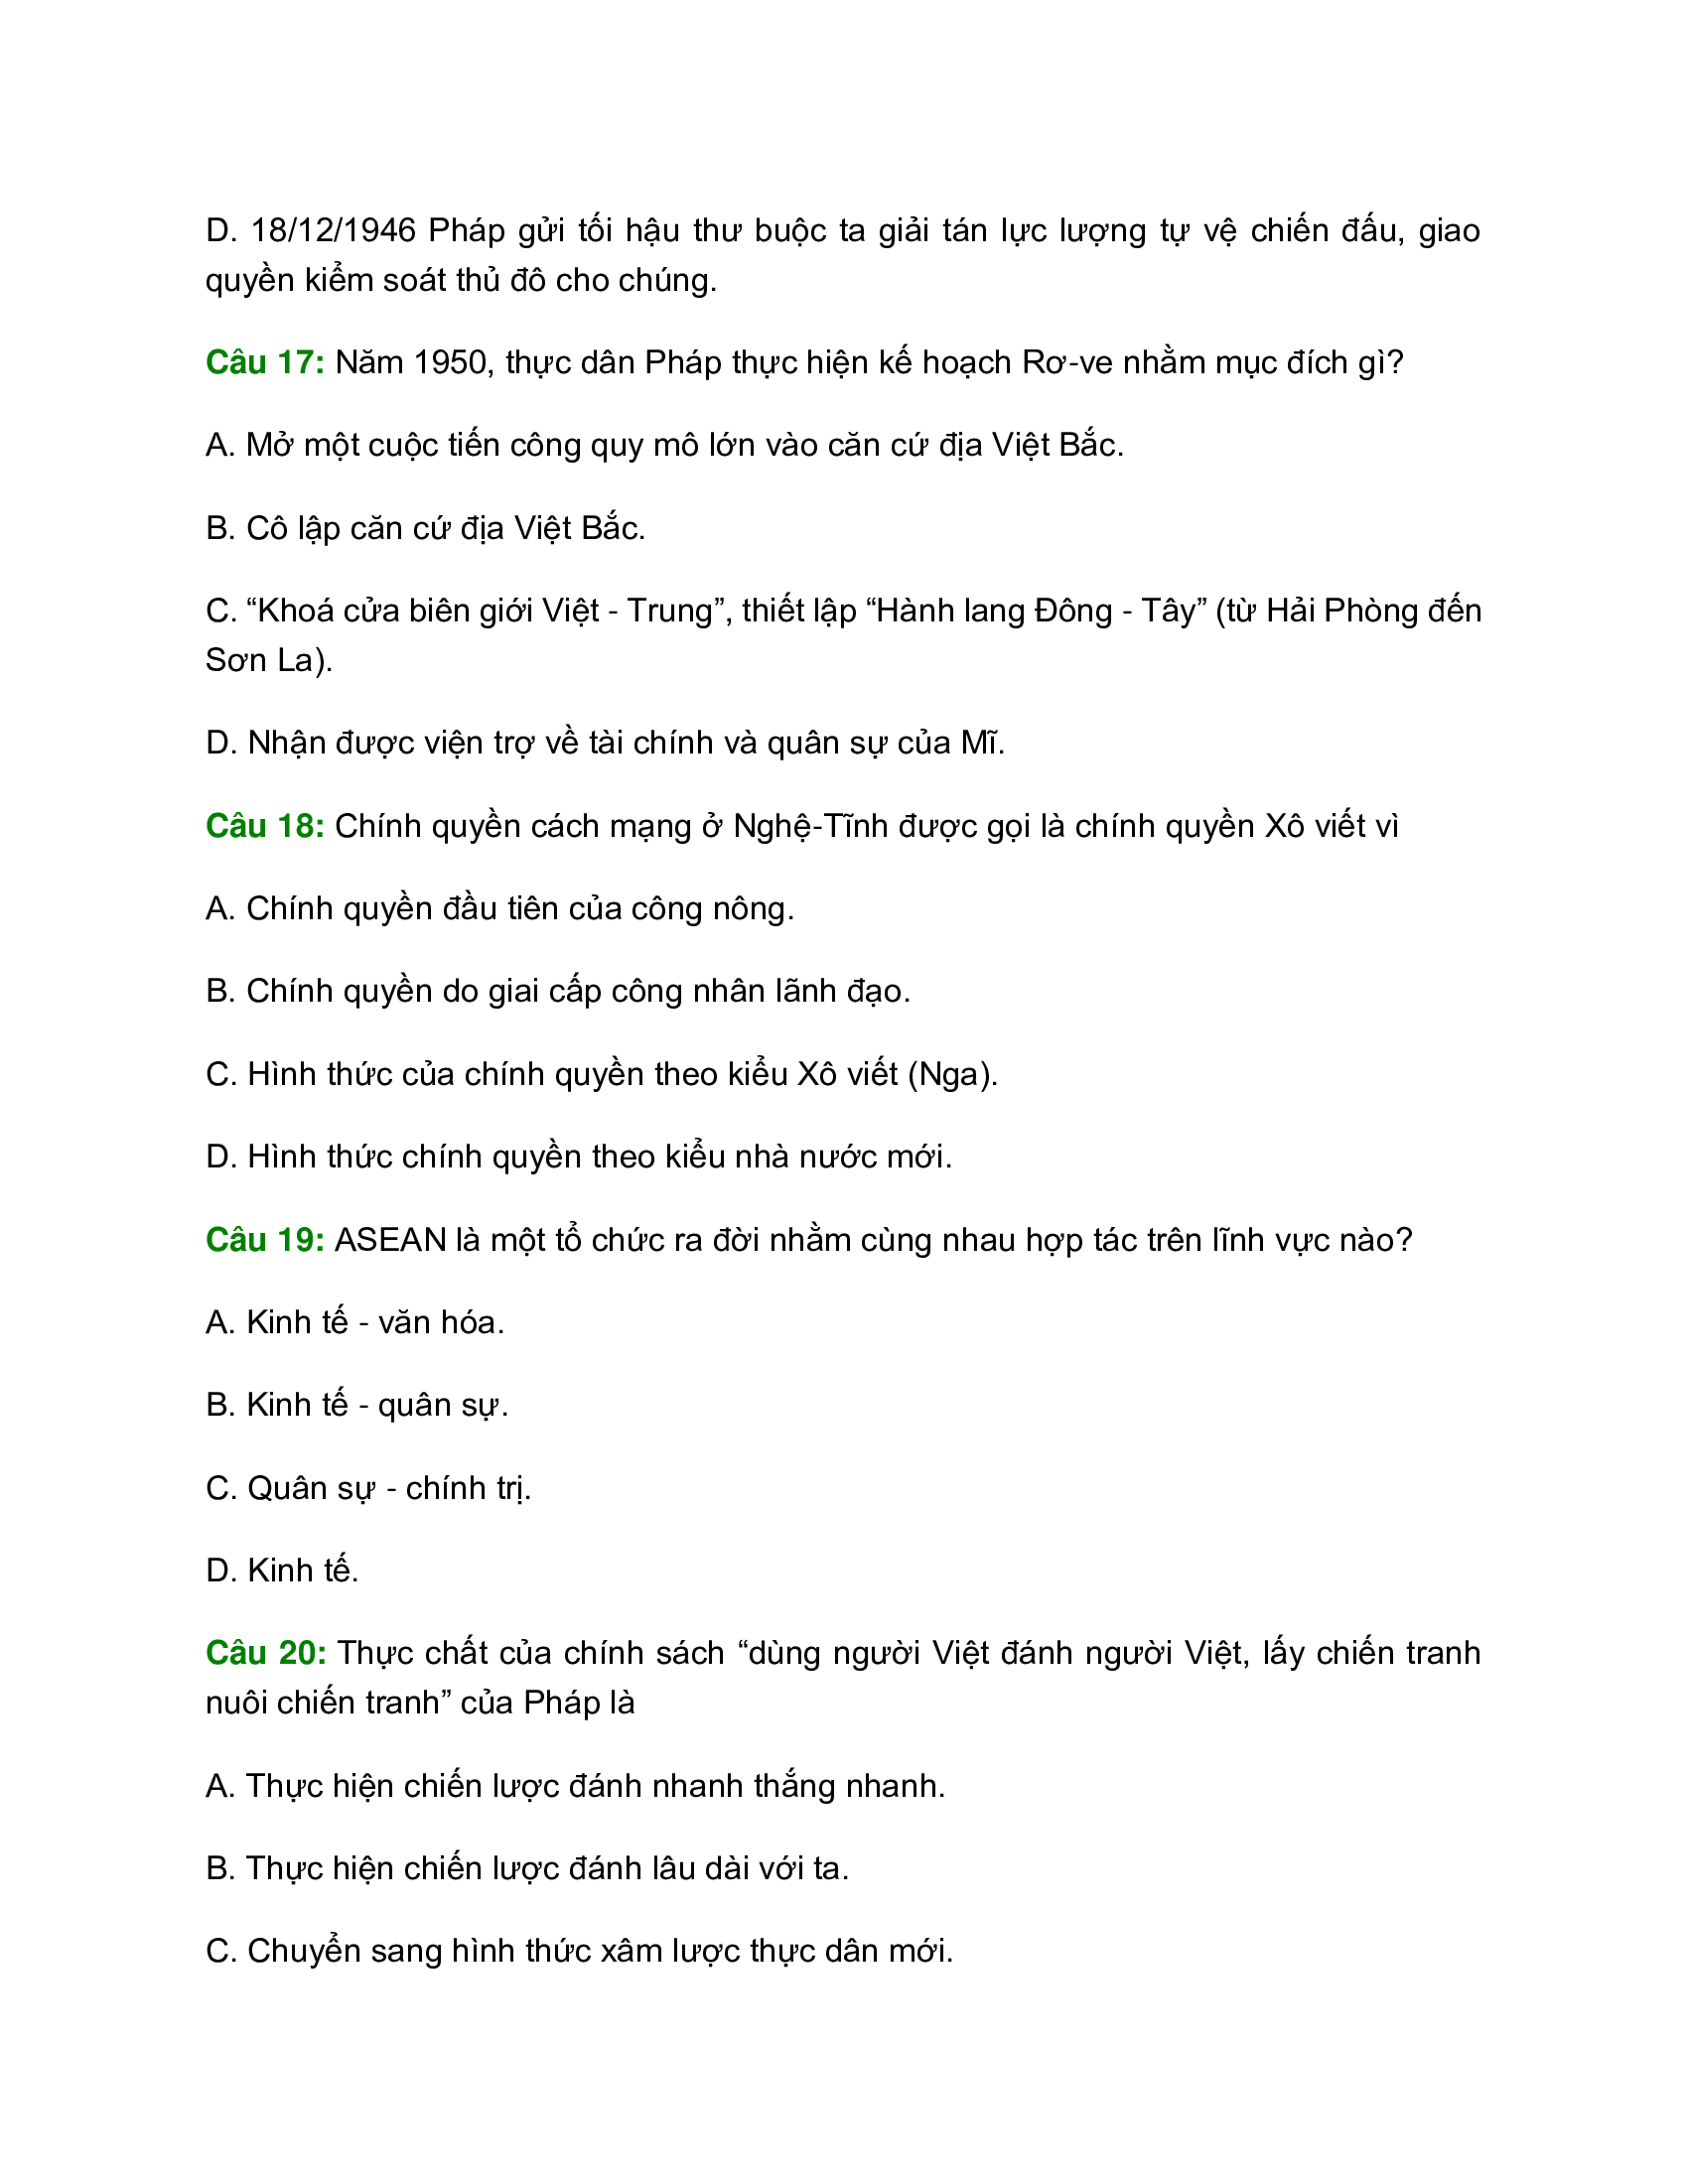 D. 18/12/1946 Pháp gửi tối hậu thư buộc ta giải tán lực lượng tự vệ chiến đấu, giao
quyền kiểm soát thủ đô cho chúng.
Câu 17: Năm 1950, thực dân Pháp thực hiện kế hoạch Rơ-ve nhằm mục đích gì?
A. Mở một cuộc tiến công quy mô lớn vào căn cứ địa Việt Bắc.
B. Cô lập căn cứ địa Việt Bắc.
C. “Khoá cửa biên giới Việt - Trung”, thiết lập “Hành lang Đông - Tây” (từ Hải Phòng đến
Sơn La).
D. Nhận được viện trợ về tài chính và quân sự của Mĩ.
Câu 18: Chính quyền cách mạng ở Nghệ-Tĩnh được gọi là chính quyền Xô viết vì
A. Chính quyền đầu tiên của công nông.
B. Chính quyền do giai cấp công nhân lãnh đạo.
C. Hình thức của chính quyền theo kiểu Xô viết (Nga).
D. Hình thức chính quyền theo kiểu nhà nước mới.
Câu 19: ASEAN là một tổ chức ra đời nhằm cùng nhau hợp tác trên lĩnh vực nào?
A. Kinh tế - văn hóa.
B. Kinh tế - quân sự.
C. Quân sự - chính trị.
D. Kinh tế.
Câu 20: Thực chất của chính sách “dùng người Việt đánh người Việt, lấy chiến tranh
nuôi chiến tranh” của Pháp là
A. Thực hiện chiến lược đánh nhanh thắng nhanh.
B. Thực hiện chiến lược đánh lâu dài với ta.
C. Chuyển sang hình thức xâm lược thực dân mới.